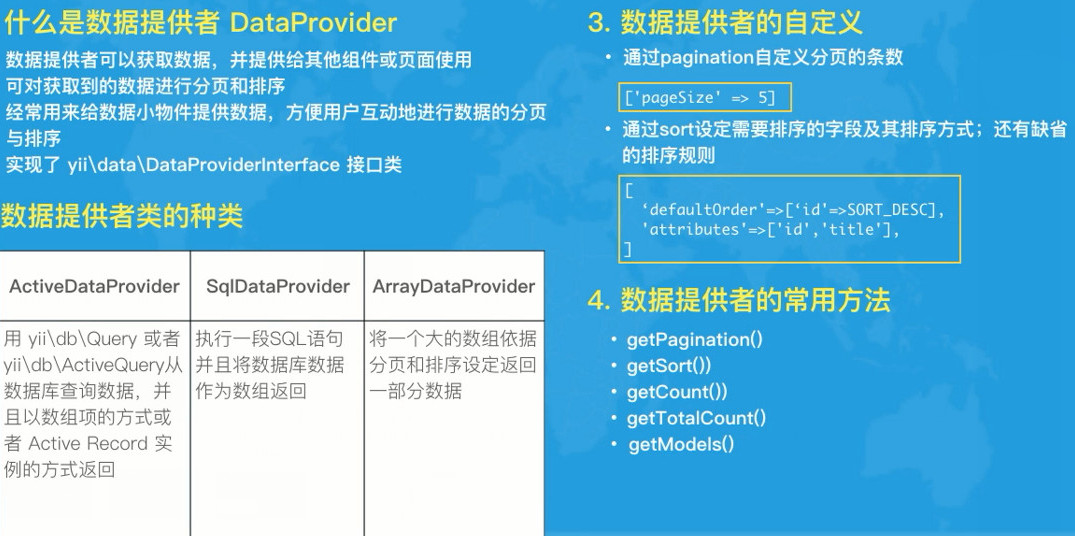 什么是数据提供者 DataProvider
数据提供者可以获取数据，并提供给其他组件或页面使用
可对获取到的数据进行分页和排序
经常用来给数据小物件提供数据，方便用户互动地进行数据的分页
与排序
实现了 yii\data\DataProviderInterface 接口类
数据提供者类的种类
ActiveDataProvider
SqlDataProvider
ArrayDataProvider
用 yii\db\Query 或者
yii\db\ActiveQuery从
数据库查询数据，并
且以数组项的方式或
者 Active Record 实
例的方式返回
执行一段SQL语句
并且将数据库数据
作为数组返回
将一个大的数组依据
分页和排序设定返回
一部分数据
3. 数据提供者的自定义
• 通过pagination自定义分页的条数
['pageSize' => 5]
• 通过sort设定需要排序的字段及其排序方式；还有缺省
的排序规则
[
‘defaultOrder'=>[‘id'=>SORT_DESC],
'attributes'=>['id','title'],
]
4. 数据提供者的常用方法
• getPagination()
• getSort())
• getCount())
• getTotalCount()
• getModels()